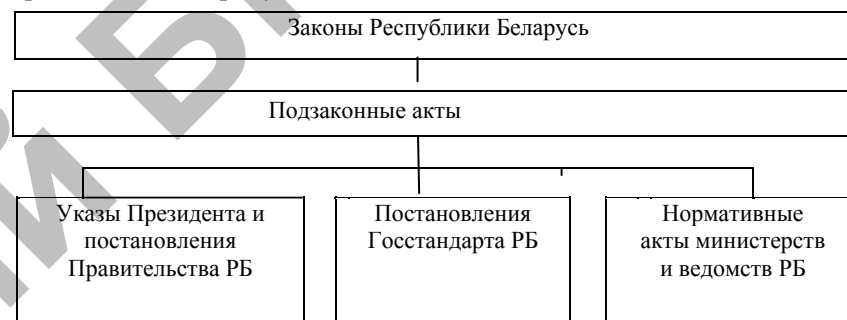 Законы Республики Беларусь
Подзаконные акты
Указы Президента и
постановления
Правительства РБ
Постановления
Госстандарта РБ
Нормативные
акты министерств
и ведомств РБ